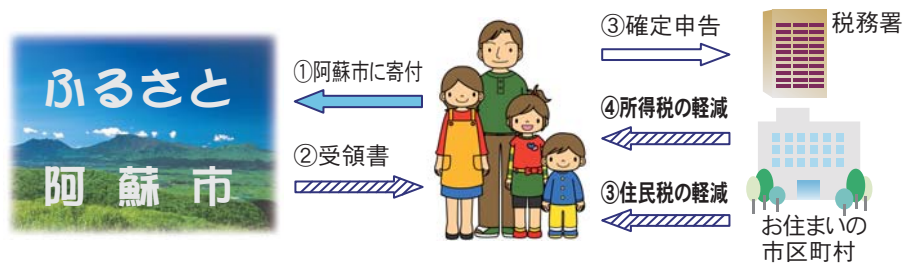 ふるさと
阿蘇市
①阿蘇市に寄付
②受領書
③確定申告
税務署
④所得税の軽減
③住民税の軽減
お住まいの
市区町村